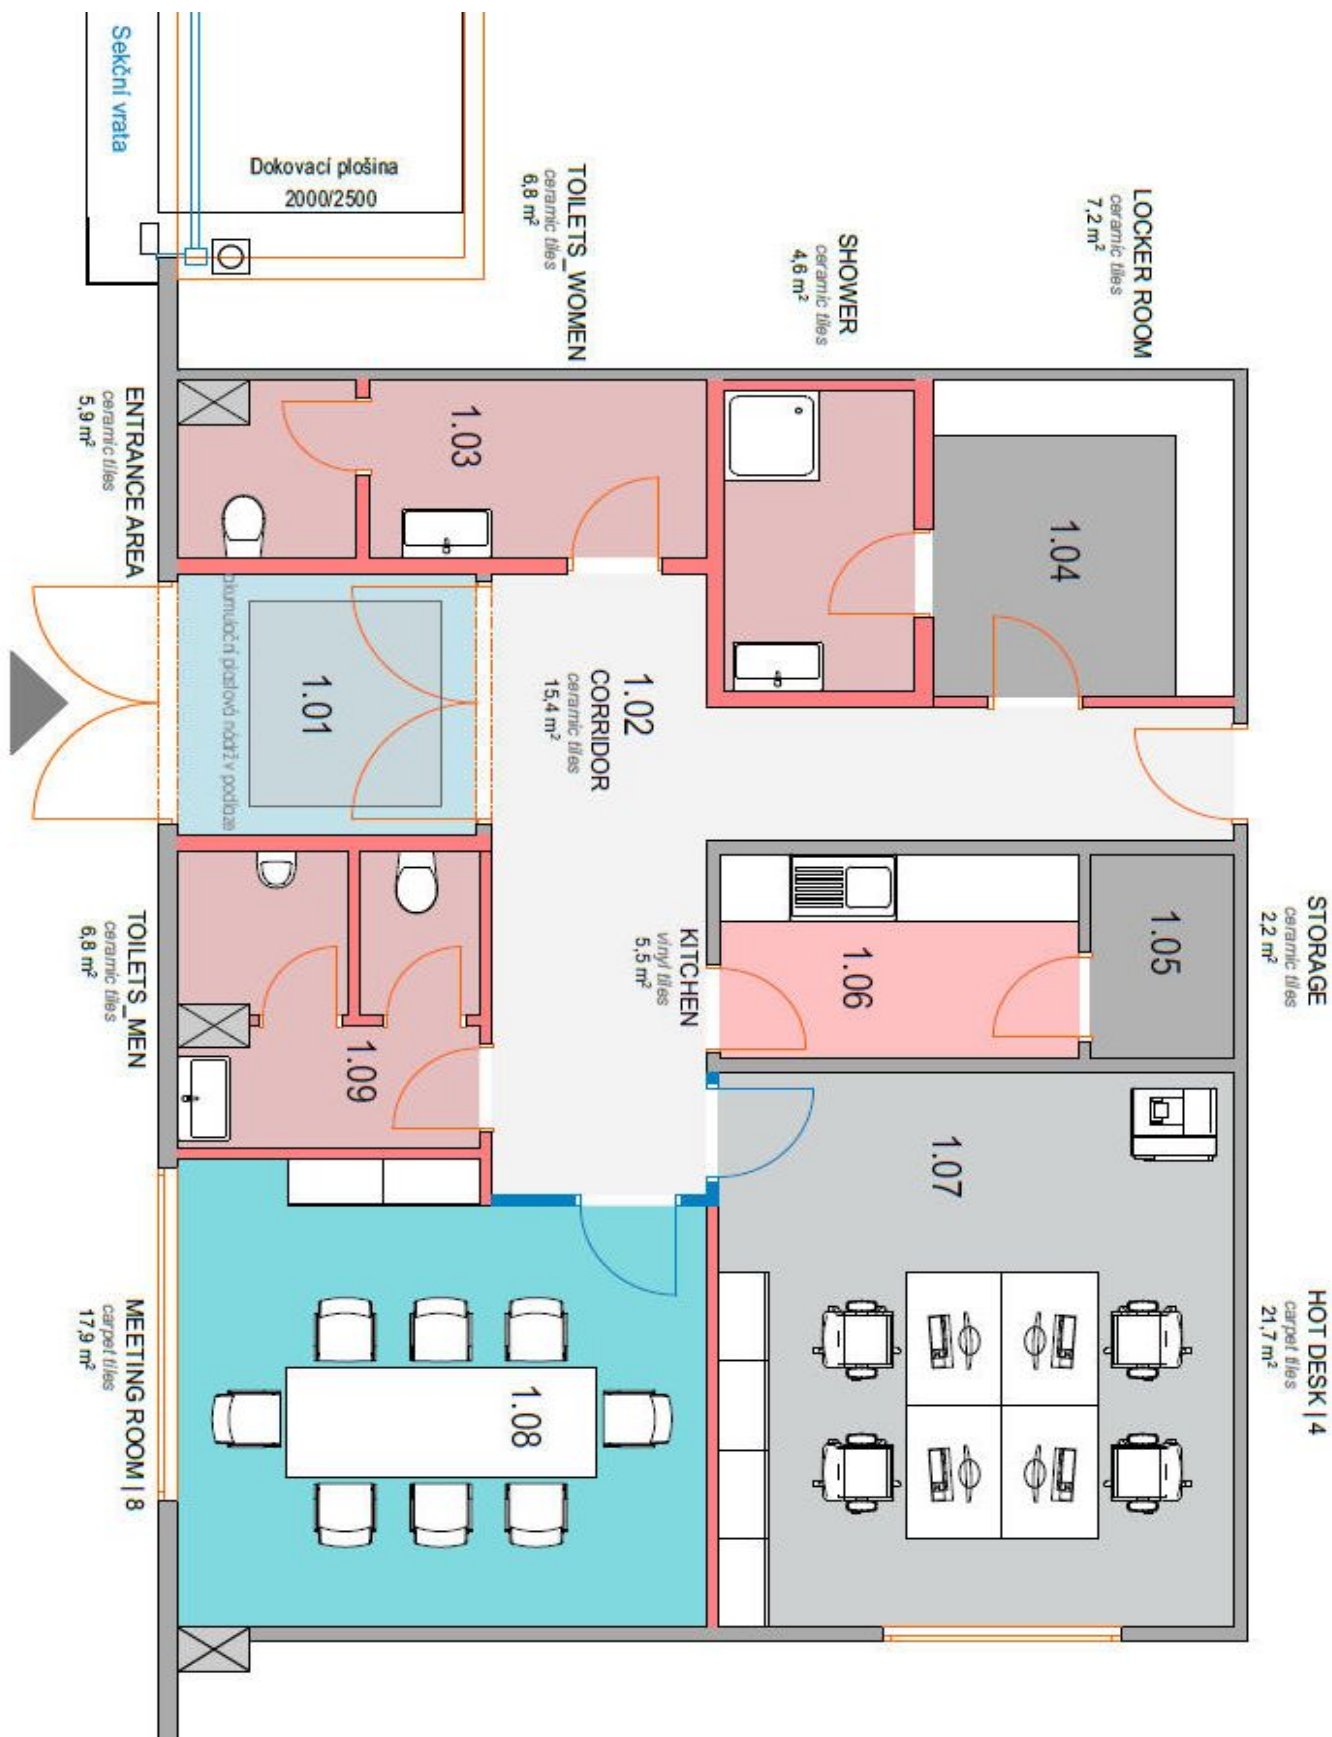 Sekční vrata
Dokovací plošina
2000/2500
TOILETS_WOMEN
ceramic tiles
6,8 m²
SHOWER
ceramic tiles
4,6 m²
LOCKER ROOM
ceramic tiles
7,2 m²
ENTRANCE AREA
ceramic tiles
5,9 m²
1.03
1.04
1.01
akumulační plastová nádrž v podlaze
1.02
CORRIDOR
ceramic tiles
15,4 m²
STORAGE
ceramic tiles
2,2 m²
1.05
1.06
KITCHEN
vinyl tiles
5,5 m²
TOILETS_MEN
ceramic tiles
6,8 m²
1.09
1.07
HOT DESK | 4
carpet tiles
21,7 m²
MEETING ROOM | 8
carpet tiles
17,9 m²
1.08